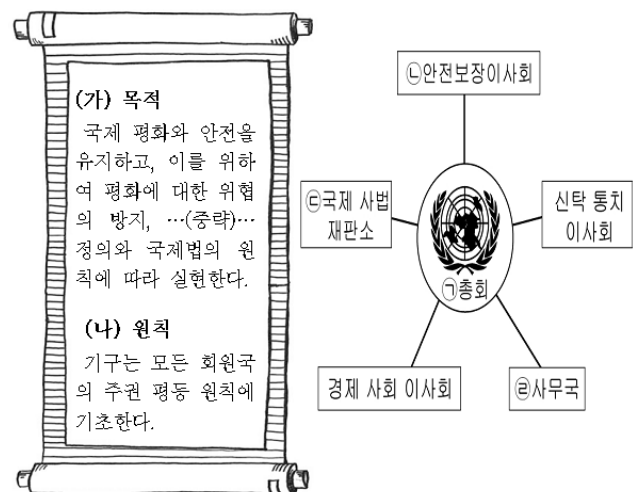 (가) 목적
국제 평화와 안전을
유지하고, 이를 위하
여 평화에 대한 위협
의 방지, …(중략)…
정의와 국제법의 원
칙에 따라 실현한다.
(나) 원칙
기구는 모든 회원국
의 주권 평등 원칙에
기초한다.
㉡안전보장이사회
㉢국제 사법
재판소
신탁 통치
이사회
㉠총회
경제 사회 이사회
㉣사무국